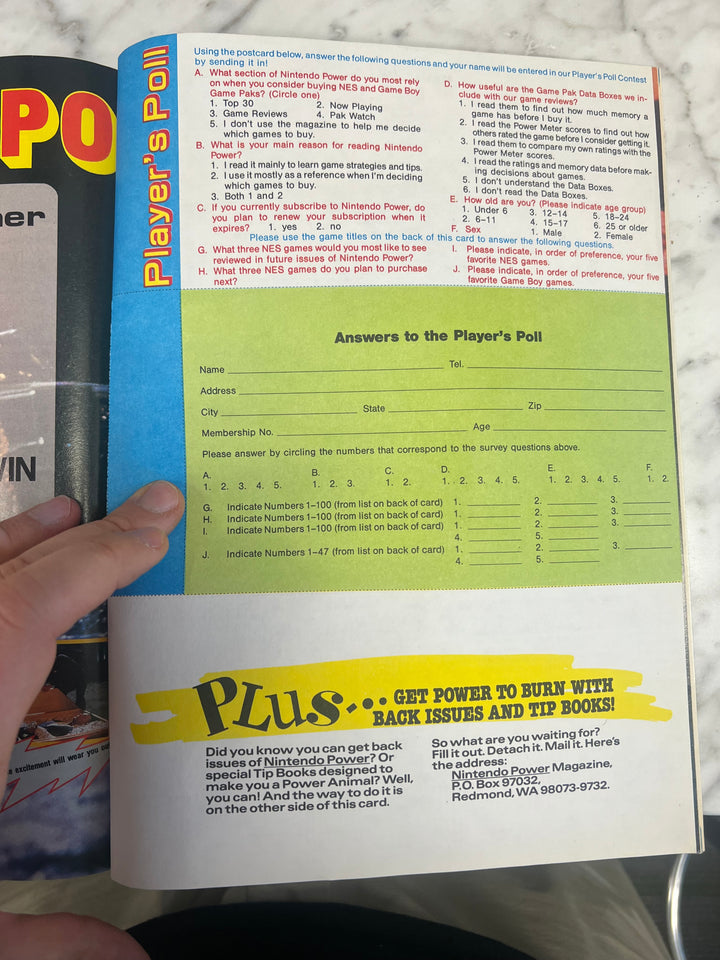 PO
ner
VIN
e excitement will wear you out
Player's Poll
Using the postcard below, answer the following questions and your name will be entered in our Player's Poll Contest
by sending it in!
A. What section of Nintendo Power do you most rely
on when you consider buying NES and Game Boy
Game Paks? (Circle one)
1. Top 30 2. Now Playing
3. Game Reviews 4. Pak Watch
5. I don't use the magazine to help me decide
which games to buy.
B. What is your main reason for reading Nintendo
Power?
1. I read it mainly to learn game strategies and tips.
2. I use it mostly as a reference when I'm deciding
which games to buy.
3. Both 1 and 2
C. If you currently subscribe to Nintendo Power, do
you plan to renew your subscription when it
expires? 1. yes 2. no
D. How useful are the Game Pak Data Boxes we in-
clude with our game reviews?
1. I read them to find out how much memory a
game has before I buy it.
2. I read the Power Meter scores to find out how
others rated the game before I consider getting it.
3. I read them to compare my own ratings with the
Power Meter scores.
4. I read the ratings and memory data before mak-
ing decisions about games.
5. I don't understand the Data Boxes.
6. I don't read the Data Boxes.
E. How old are you? (Please indicate age group)
1. Under 6 3. 12–14 5. 18–24
2. 6–11 4. 15–17 6. 25 or older
F. Sex 1. Male 2. Female
Please use the game titles on the back of this card to answer the following questions.
G. What three NES games would you most like to see
reviewed in future issues of Nintendo Power?
H. What three NES games do you plan to purchase
next?
I. Please indicate, in order of preference, your five
favorite NES games.
J. Please indicate, in order of preference, your five
favorite Game Boy games.
Answers to the Player's Poll
Name Tel.
Address
City State Zip
Membership No. Age
Please answer by circling the numbers that correspond to the survey questions above.
A. B. C. D. E. F.
1. 2. 3. 4. 5. 1. 2. 3. 1. 2. 1. 2. 3. 4. 5. 1. 2. 3. 4. 5. 1. 2.
G. Indicate Numbers 1–100 (from list on back of card) 1. 2. 3.
H. Indicate Numbers 1–100 (from list on back of card) 1. 2. 3.
I. Indicate Numbers 1–100 (from list on back of card) 1. 2. 3.
4. 5.
J. Indicate Numbers 1–47 (from list on back of card) 1. 2. 3.
4. 5.
PLUS... GET POWER TO BURN WITH
BACK ISSUES AND TIP BOOKS!
Did you know you can get back
issues of Nintendo Power? Or
special Tip Books designed to
make you a Power Animal? Well,
you can! And the way to do it is
on the other side of this card.
So what are you waiting for?
Fill it out. Detach it. Mail it. Here's
the address:
Nintendo Power Magazine,
P.O. Box 97032,
Redmond, WA 98073-9732.